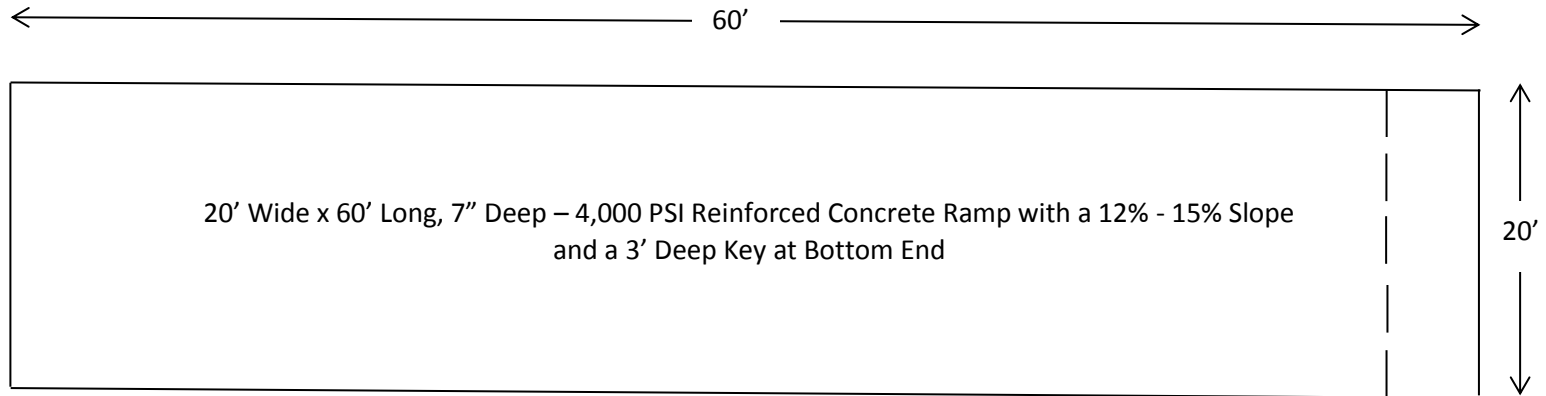 60’
20’ Wide x 60’ Long, 7” Deep – 4,000 PSI Reinforced Concrete Ramp with a 12% - 15% Slope
and a 3’ Deep Key at Bottom End
20’